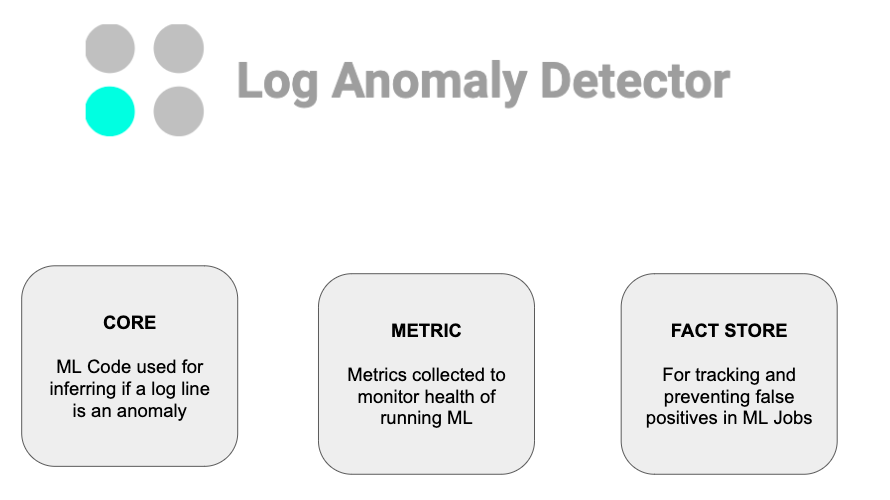 Log Anomaly Detector
CORE
ML Code used for
inferring if a log line
is an anomaly
METRIC
Metrics collected to
monitor health of
running ML
FACT STORE
For tracking and
preventing false
positives in ML Jobs